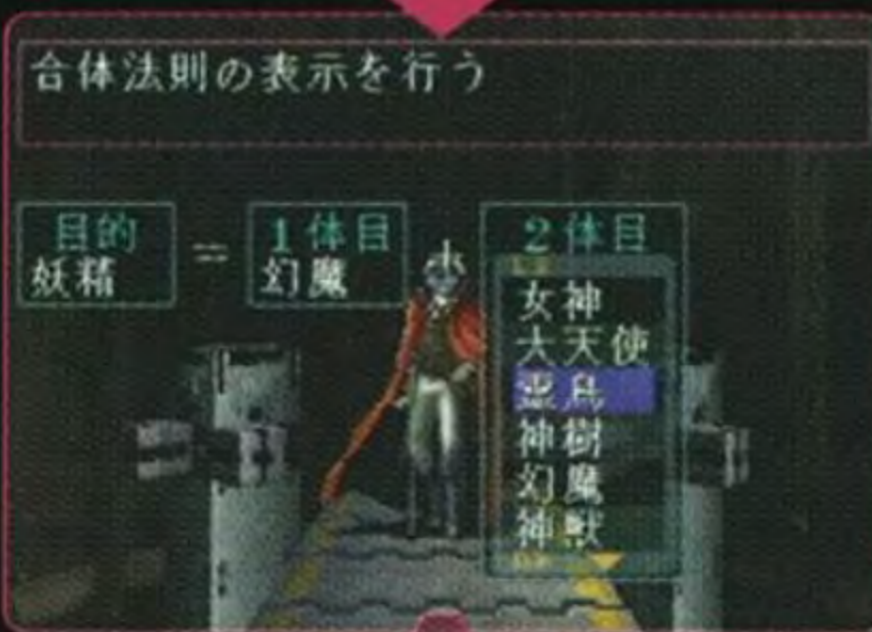 合体法則の表示を行う
目的
妖精
=
1体目
幻魔
2体目
女神
大天使
霊鳥
神樹
幻魔
神獣